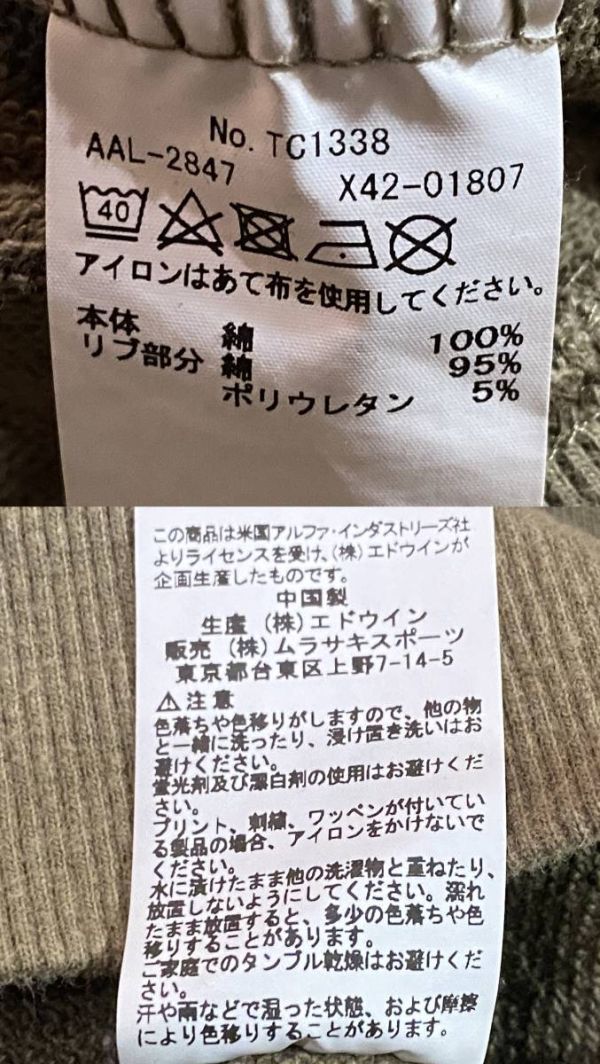 No. TC1338
AAL-2847
X42-01807
40
アイロンはあて布を使用してください。
本体 綿 100%
リブ部分 綿 95%
ポリウレタン 5%
この商品は米国アルファ・インダストリーズ社
よりライセンスを受け、(株)エドウインが
企画生産したものです。
中国製
生産 (株)エドウイン
販売 (株)ムラサキスポーツ
東京都台東区上野7-14-5
⚠注意
色落ちや色移りがしますので、他の物
と一緒に洗ったり、浸け置き洗いはお
避けください。
蛍光剤及び漂白剤の使用はお避けくだ
さい。
プリント、刺繍、ワッペンが付いてい
る製品の場合、アイロンをかけないで
ください。
水に漬けたまま他の洗濯物と重ねたり、
放置しないようにしてください。濡れ
たまま放置すると、多少の色落ちや色
移りすることがあります。
ご家庭でのタンブル乾燥はお避けくだ
さい。
汗や雨などで湿った状態、および摩擦
により色移りすることがあります。